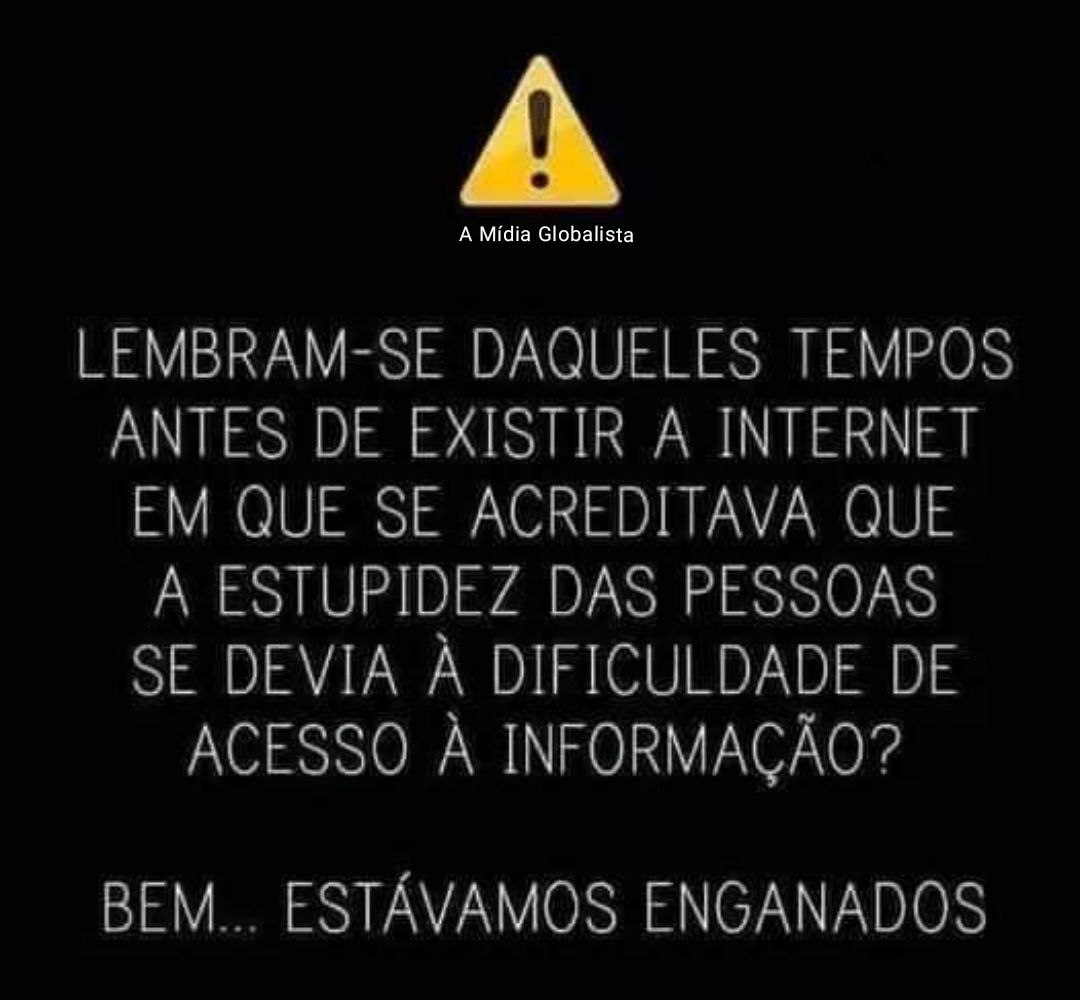 A Mídia Globalista
LEMBRAM-SE DAQUELES TEMPOS
ANTES DE EXISTIR A INTERNET
EM QUE SE ACREDITAVA QUE
A ESTUPIDEZ DAS PESSOAS
SE DEVIA À DIFICULDADE DE
ACESSO À INFORMAÇÃO?
BEM... ESTÁVAMOS ENGANADOS